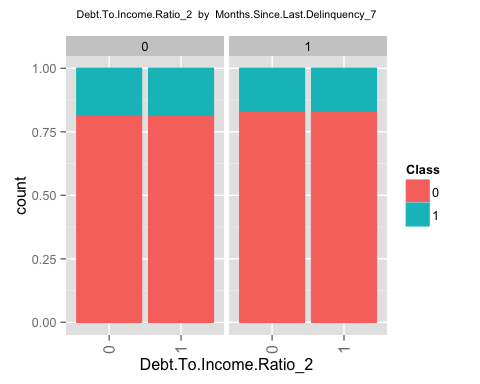 Debt.To.Income.Ratio_2 by Months.Since.Last.Delinquency_7
0 1
1.00
0.75
0.50
0.25
0.00
count
0 1 0 1
Debt.To.Income.Ratio_2
Class
0
1